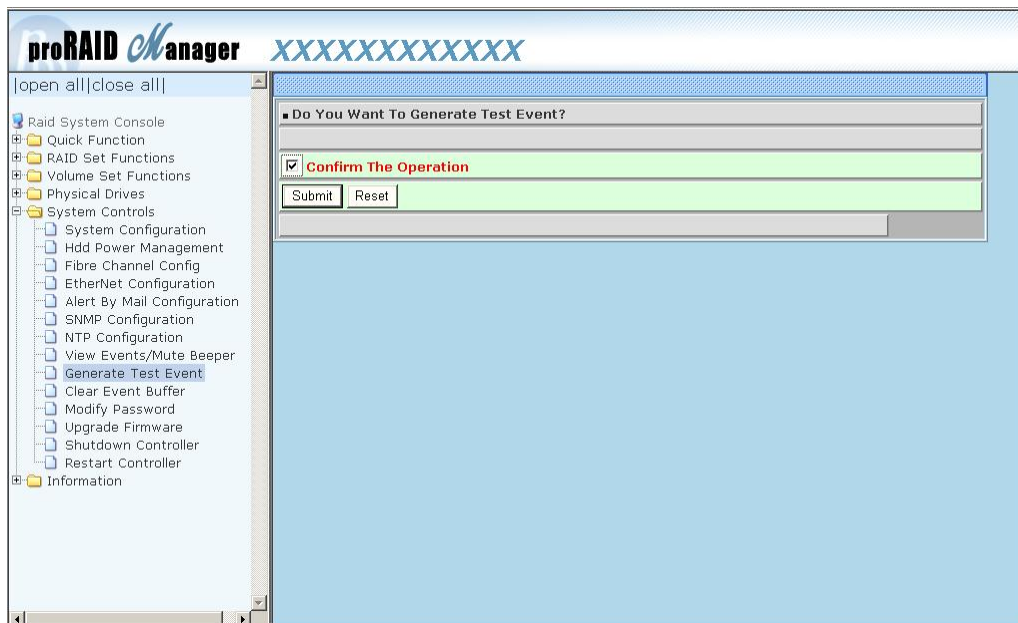 proRAID Manager XXXXXXXXXXXX
|open all|close all|
Raid System Console
Quick Function
RAID Set Functions
Volume Set Functions
Physical Drives
System Controls
System Configuration
Hdd Power Management
Fibre Channel Config
EtherNet Configuration
Alert By Mail Configuration
SNMP Configuration
NTP Configuration
View Events/Mute Beeper
Generate Test Event
Clear Event Buffer
Modify Password
Upgrade Firmware
Shutdown Controller
Restart Controller
Information
Do You Want To Generate Test Event?
Confirm The Operation
Submit Reset